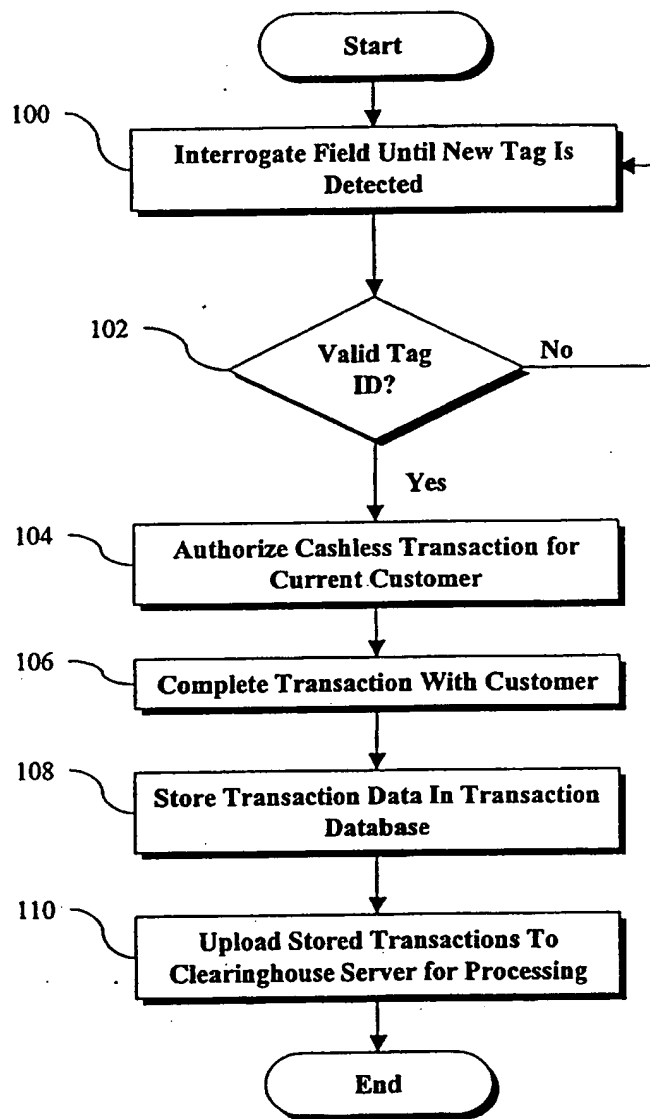 Start
100
Interrogate Field Until New Tag Is
Detected
102
Valid Tag
ID?
No
Yes
104
Authorize Cashless Transaction for
Current Customer
106
Complete Transaction With Customer
108
Store Transaction Data In Transaction
Database
110
Upload Stored Transactions To
Clearinghouse Server for Processing
End